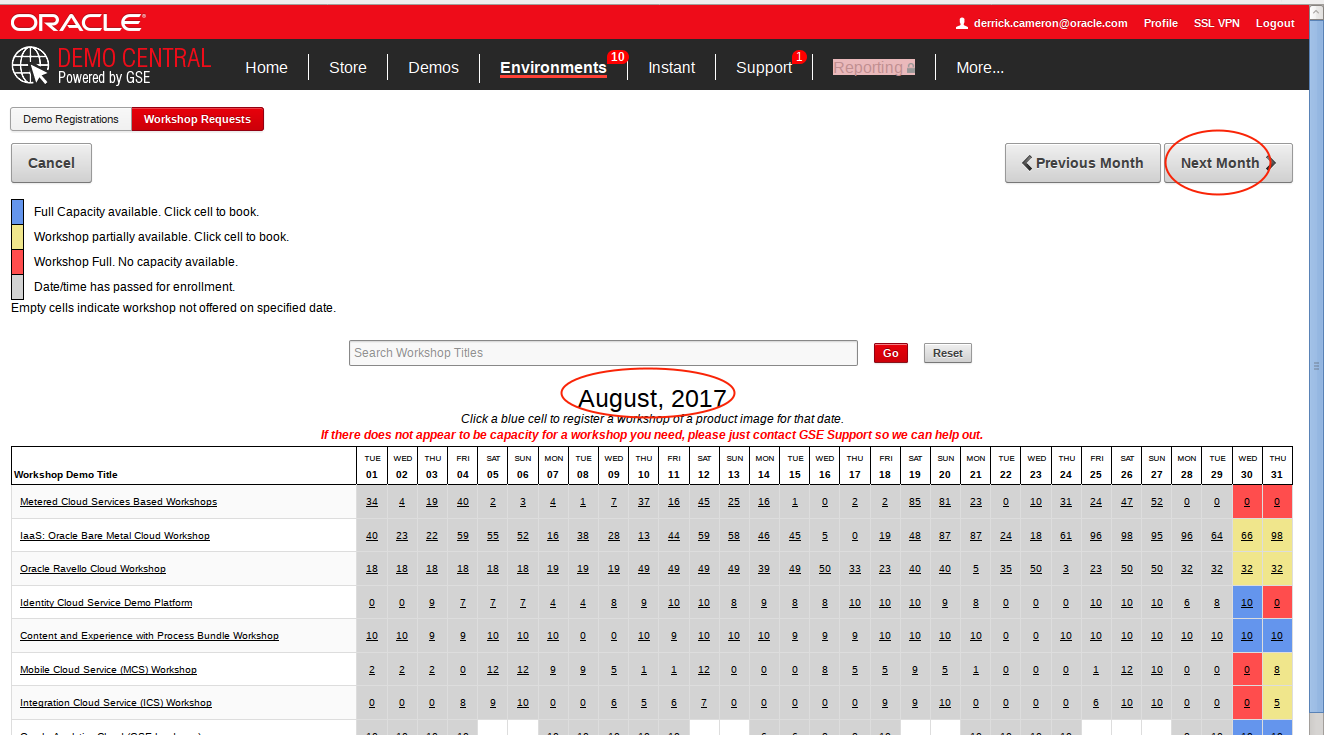 ORACLE®
derrick.cameron@oracle.com Profile SSL VPN Logout
DEMO CENTRAL
Powered by GSE
Home Store Demos Environments 10 Instant Support 1 Reporting More...
Demo Registrations Workshop Requests
Cancel Previous Month Next Month
Full Capacity available. Click cell to book.
Workshop partially available. Click cell to book.
Workshop Full. No capacity available.
Date/time has passed for enrollment.
Empty cells indicate workshop not offered on specified date.
Search Workshop Titles Go Reset
August, 2017
Click a blue cell to register a workshop of a product image for that date.
If there does not appear to be capacity for a workshop you need, please just contact GSE Support so we can help out.
TUE WED THU FRI SAT SUN MON TUE WED THU FRI SAT SUN MON TUE WED THU FRI SAT SUN MON TUE WED THU FRI SAT SUN MON TUE WED THU
Workshop Demo Title 01 02 03 04 05 06 07 08 09 10 11 12 13 14 15 16 17 18 19 20 21 22 23 24 25 26 27 28 29 30 31
Metered Cloud Services Based Workshops 34 4 19 40 2 3 4 1 7 37 16 45 25 16 1 0 2 2 85 81 23 0 10 31 24 47 52 0 0 0 0
IaaS: Oracle Bare Metal Cloud Workshop 40 23 22 59 55 52 16 38 28 13 44 59 58 46 45 5 0 19 48 87 87 24 18 61 96 98 95 96 64 66 98
Oracle Ravello Cloud Workshop 18 18 18 18 18 18 19 19 19 49 49 49 49 39 49 50 33 23 40 40 5 35 50 3 23 50 50 32 32 32 32
Identity Cloud Service Demo Platform 0 0 9 7 7 7 4 4 8 9 10 10 8 9 8 8 10 10 10 9 8 0 0 0 10 10 10 6 8 10 0
Content and Experience with Process Bundle Workshop 10 10 9 9 10 10 10 0 0 10 9 10 10 10 9 9 9 10 10 10 10 0 0 10 10 10 10 10 10 10 10
Mobile Cloud Service (MCS) Workshop 2 2 2 0 12 12 9 9 5 1 1 12 0 0 0 8 5 5 9 5 1 0 0 0 1 12 10 0 0 0 8
Integration Cloud Service (ICS) Workshop 0 0 0 8 9 10 0 0 6 5 6 7 0 0 0 0 0 9 9 10 0 0 0 0 6 10 10 0 0 0 5